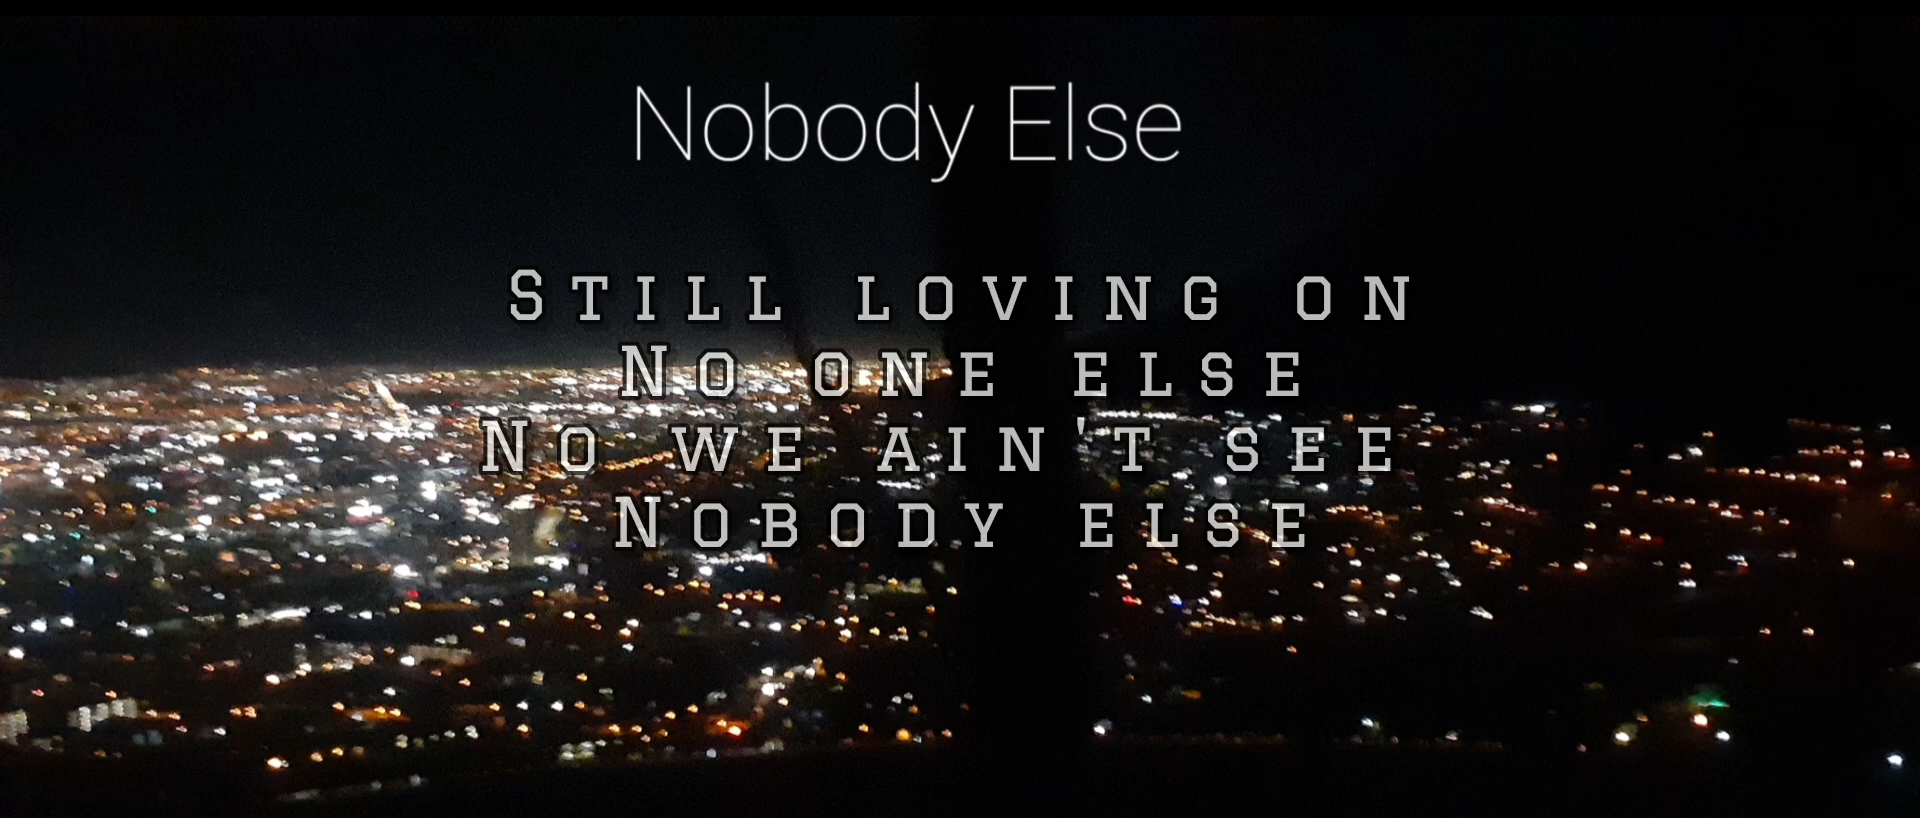 Nobody Else
Still loving on
No one else
No we ain't see
Nobody else